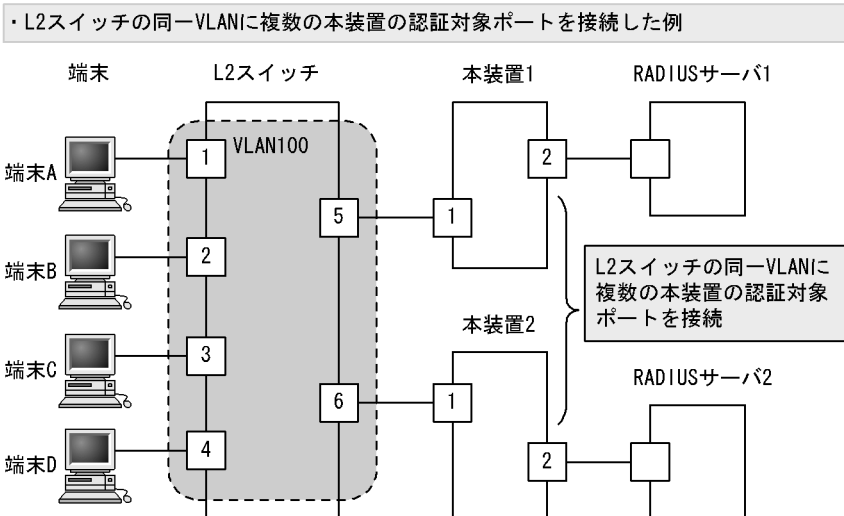 ・L2スイッチの同一VLANに複数の本装置の認証対象ポートを接続した例
端末
L2スイッチ
本装置1
RADIUSサーバ1
VLAN100
端末A
1
2
5
1
端末B
2
L2スイッチの同一VLANに
複数の本装置の認証対象
ポートを接続
本装置2
端末C
3
RADIUSサーバ2
6
1
端末D
4
2